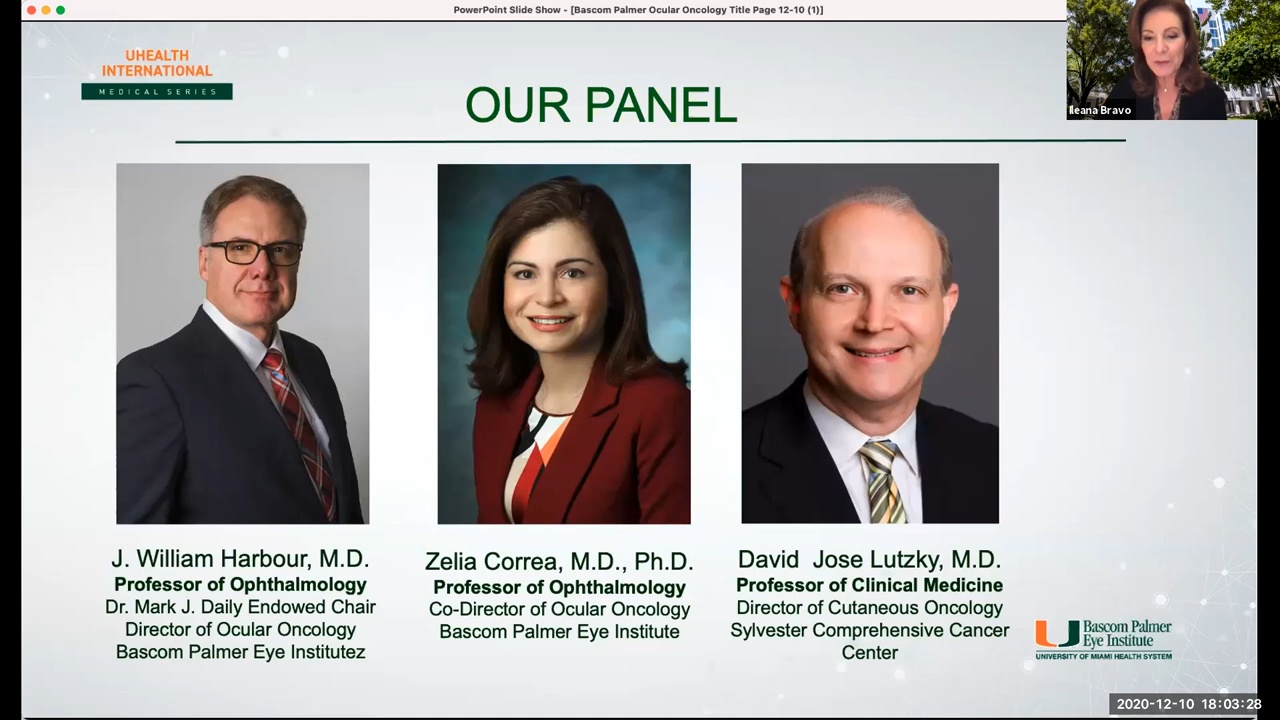 PowerPoint Slide Show - [Bascom Palmer Ocular Oncology Title Page 12-10 (1)]
UHEALTH
INTERNATIONAL
MEDICAL SERIES
OUR PANEL
Ileana Bravo
J. William Harbour, M.D.
Professor of Ophthalmology
Dr. Mark J. Daily Endowed Chair
Director of Ocular Oncology
Bascom Palmer Eye Institutez
Zelia Correa, M.D., Ph.D.
Professor of Ophthalmology
Co-Director of Ocular Oncology
Bascom Palmer Eye Institute
David Jose Lutzky, M.D.
Professor of Clinical Medicine
Director of Cutaneous Oncology
Sylvester Comprehensive Cancer
Center
Bascom Palmer
Eye Institute
UNIVERSITY OF MIAMI HEALTH SYSTEM
2020-12-10 18:03:28